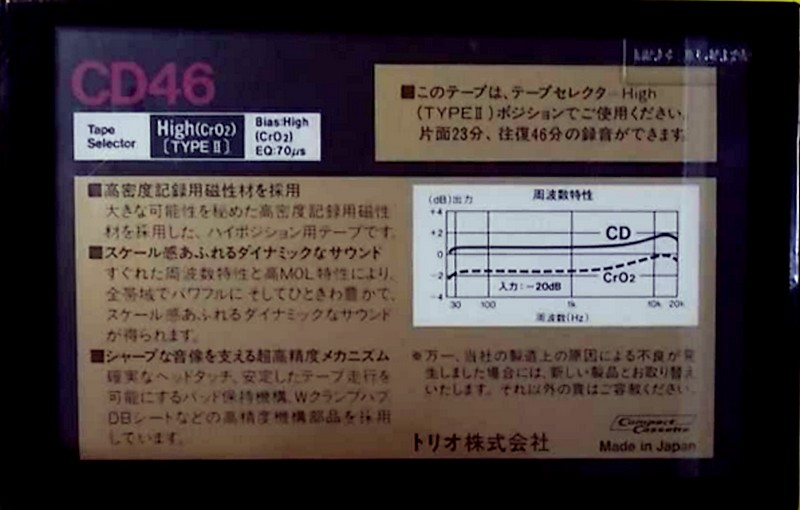 CD46
Tape
Selector
High(CrO₂)
[TYPE II]
Bias:High
(CrO₂)
EQ:70μs
■このテープは、テープセレクターHigh
(TYPEⅡ)ポジションでご使用ください。
片面23分、往復46分の録音ができます。
■高密度記録用磁性材を採用
大きな可能性を秘めた高密度記録用磁性
材を採用した、ハイポジション用テープです。
■スケール感あふれるダイナミックなサウンド
すぐれた周波数特性と高MOL特性により、
全帯域でパワフルに そしてひときわ豊かで、
スケール感あふれるダイナミックなサウンド
が得られます。
■シャープな音像を支える超高精度メカニズム
確実なヘッドタッチ、安定したテープ走行を
可能にするパッド保持機構、Wクランプハブ
DBシートなどの高精度機構部品を採用
しています。
(dB)出力
周波数特性
+4
+2
0
-2
-4
CD
CrO₂
入力:-20dB
30
100
1k
10k
20k
周波数(Hz)
※万一、当社の製造上の原因による不良が発
生しました場合には、新しい製品とお取り替え
いたします。それ以外の責はご容赦ください。
Compact
Cassette
トリオ株式会社
Made in Japan